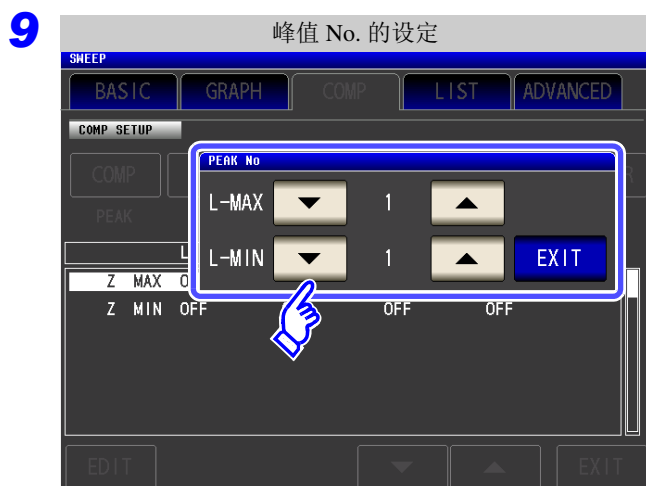 9
峰值 No. 的设定
SWEEP
BASIC GRAPH COMP LIST ADVANCED
COMP SETUP
COMP
PEAK
PEAK No
L-MAX 1
L-MIN 1 EXIT
Z MAX
Z MIN OFF OFF OFF
EDIT EXIT